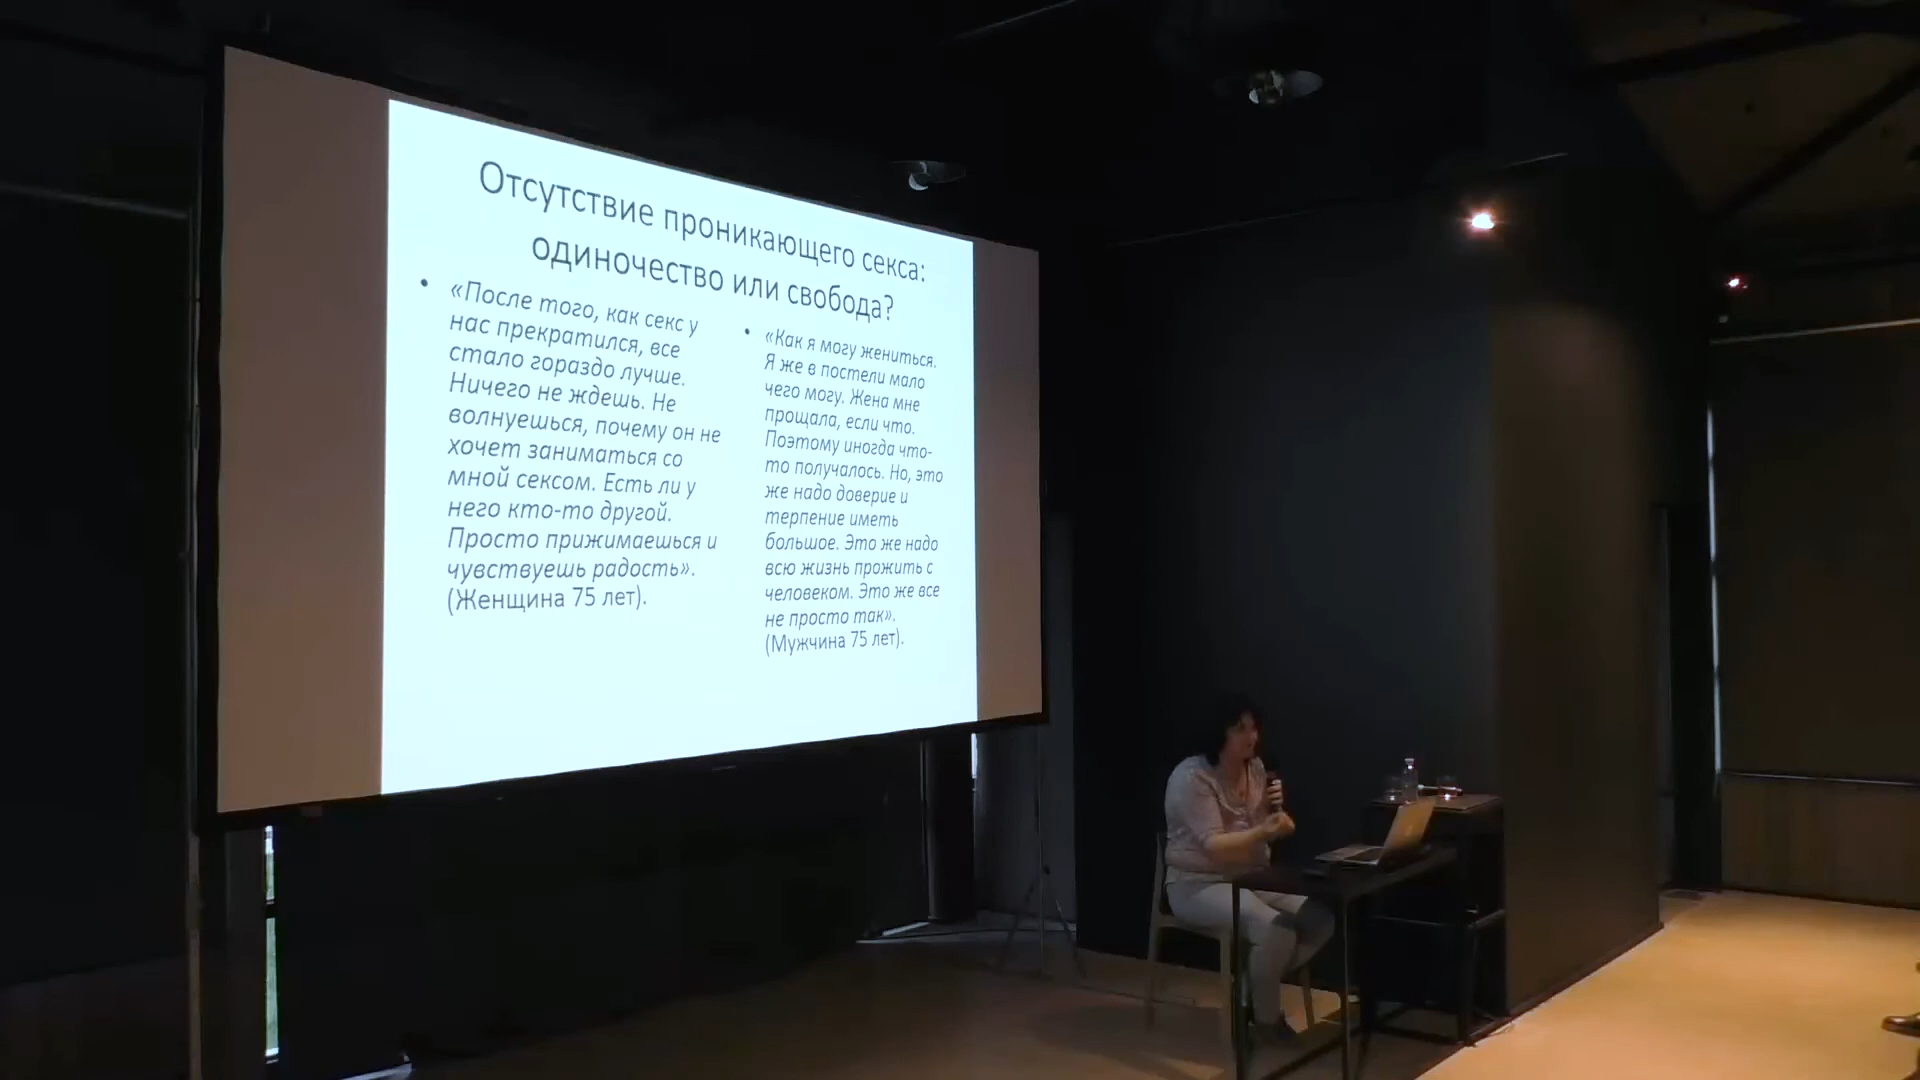 Отсутствие проникающего секса:
одиночество или свобода?
• «После того, как секс у
нас прекратился, все
стало гораздо лучше.
Ничего не ждешь. Не
волнуешься, почему он не
хочет заниматься со
мной сексом. Есть ли у
него кто-то другой.
Просто прижимаешься и
чувствуешь радость».
(Женщина 75 лет).
• «Как я могу жениться.
Я же в постели мало
чего могу. Жена мне
прощала, если что.
Поэтому иногда что-
то получалось. Но, это
же надо доверие и
терпение иметь
большое. Это же надо
всю жизнь прожить с
человеком. Это же все
не просто так».
(Мужчина 75 лет).